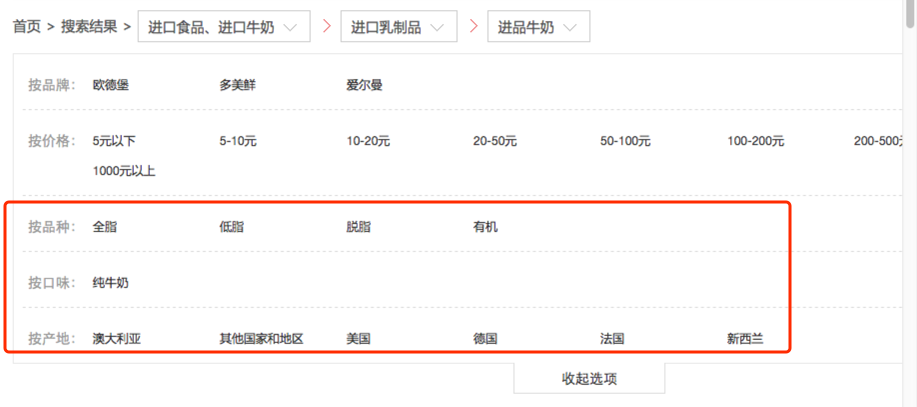 首页 > 搜索结果 > 进口食品、进口牛奶 > 进口乳制品 > 进品牛奶
按品牌： 欧德堡 多美鲜 爱尔曼
按价格： 5元以下 5-10元 10-20元 20-50元 50-100元 100-200元 200-500
1000元以上
按品种： 全脂 低脂 脱脂 有机
按口味： 纯牛奶
按产地： 澳大利亚 其他国家和地区 美国 德国 法国 新西兰
收起选项